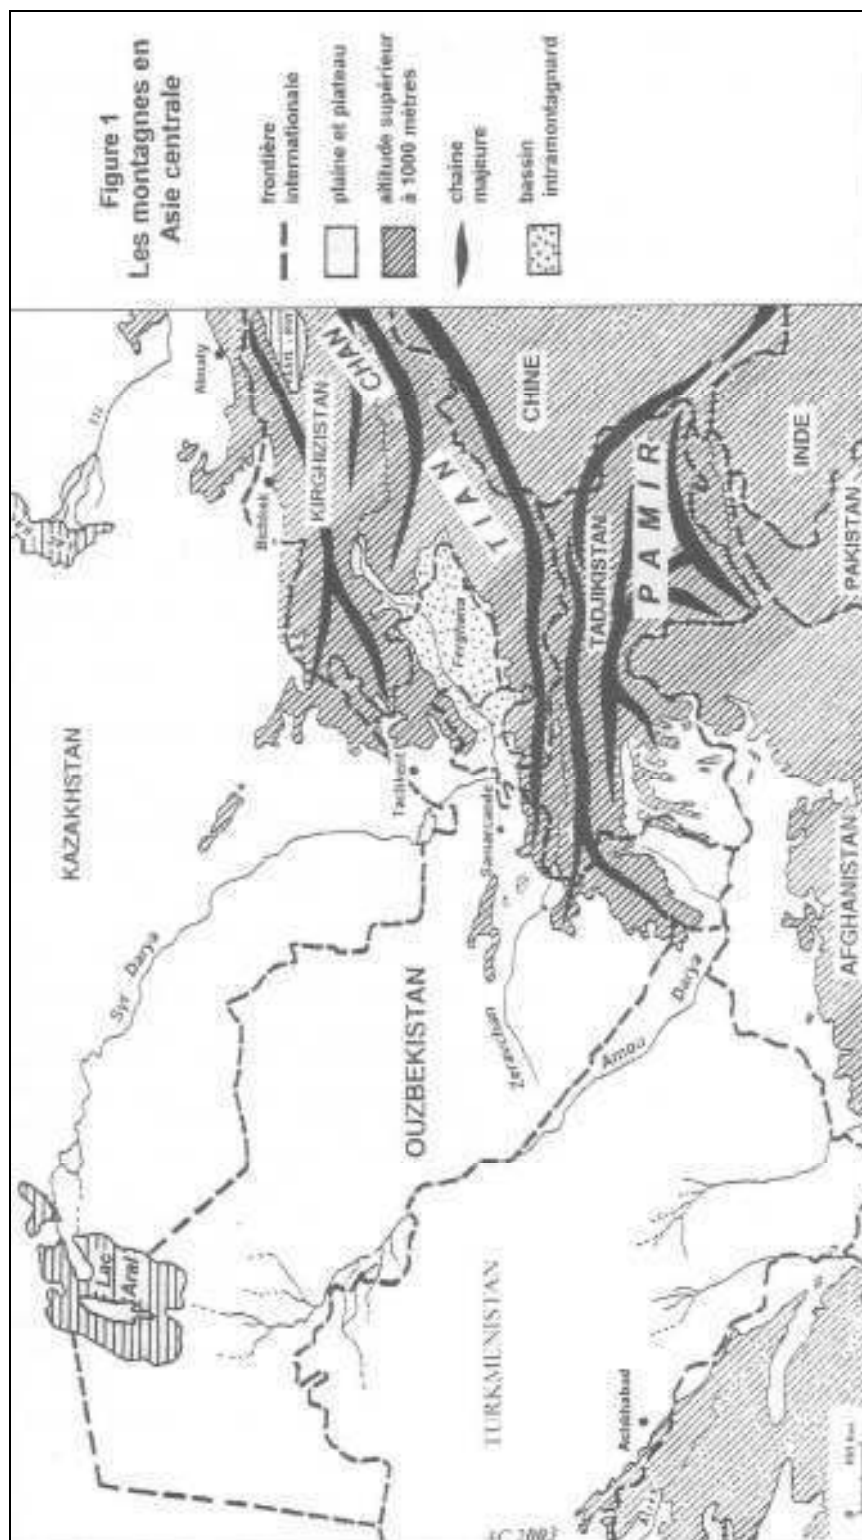 Figure 1
Les montagnes en
Asie centrale
frontière
internationale
plaine et plateau
altitude supérieur
à 1000 mètres
chaîne
majeure
bassin
intramontagnard
KAZAKHSTAN
Almaty
Bichkek
KIRGHIZISTAN
TIAN
CHAN
CHINE
Ferghana
Tachkent
Samarcande
TADJIKISTAN
PAMIR
INDE
PAKISTAN
AFGHANISTAN
Syr Darya
Lac
Aral
OUZBEKISTAN
Zeravchan
Amou Darya
TURKMENISTAN
Achkhabad